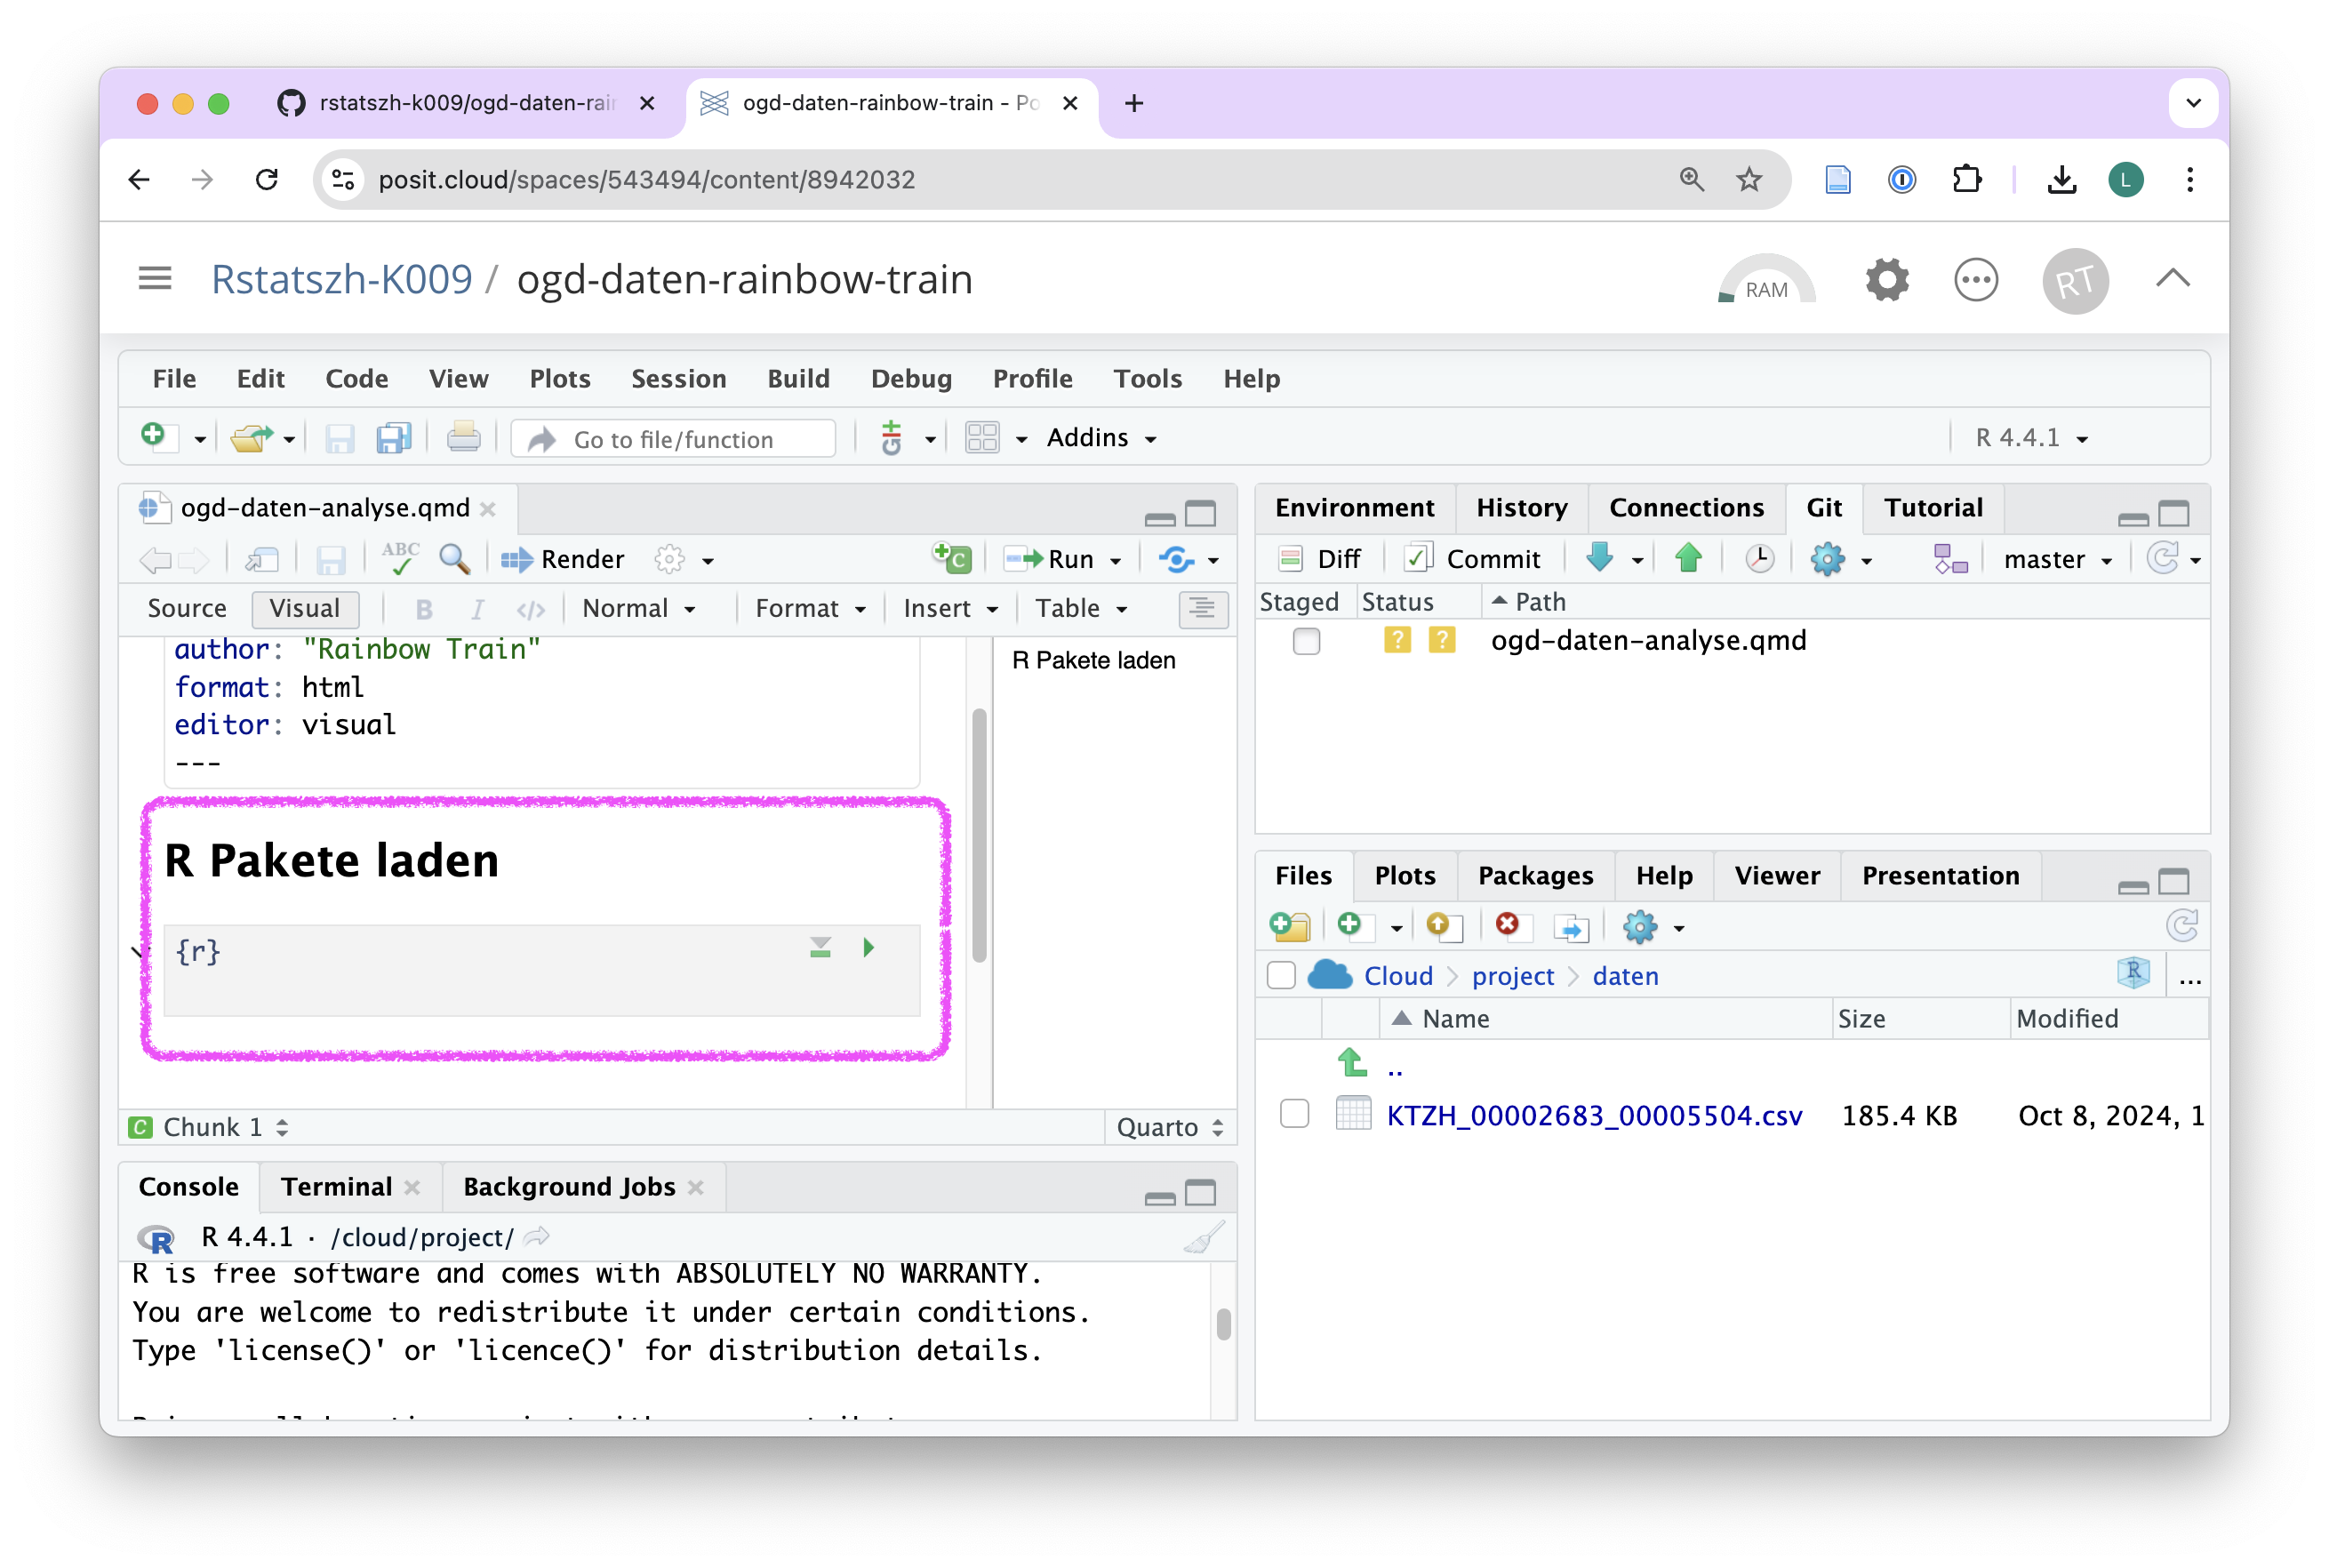 rstatszh-k009/ogd-daten-rai
ogd-daten-rainbow-train - Po
posit.cloud/spaces/543494/content/8942032
L
Rstatszh-K009 / ogd-daten-rainbow-train
RAM
RT
File Edit Code View Plots Session Build Debug Profile Tools Help
Go to file/function
Git
Addins
R 4.4.1
ogd-daten-analyse.qmd
ABC
Render
C
Run
Source Visual B I </> Normal Format Insert Table
author: "Rainbow Train"
format: html
editor: visual
---
R Pakete laden
{r}
R Pakete laden
C Chunk 1
Quarto
Console Terminal Background Jobs
R R 4.4.1 · /cloud/project/
R is free software and comes with ABSOLUTELY NO WARRANTY.
You are welcome to redistribute it under certain conditions.
Type 'license()' or 'licence()' for distribution details.
Environment History Connections Git Tutorial
Diff Commit master
Staged Status Path
? ? ogd-daten-analyse.qmd
Files Plots Packages Help Viewer Presentation
Cloud > project > daten
R ...
Name Size Modified
..
KTZH_00002683_00005504.csv 185.4 KB Oct 8, 2024, 1